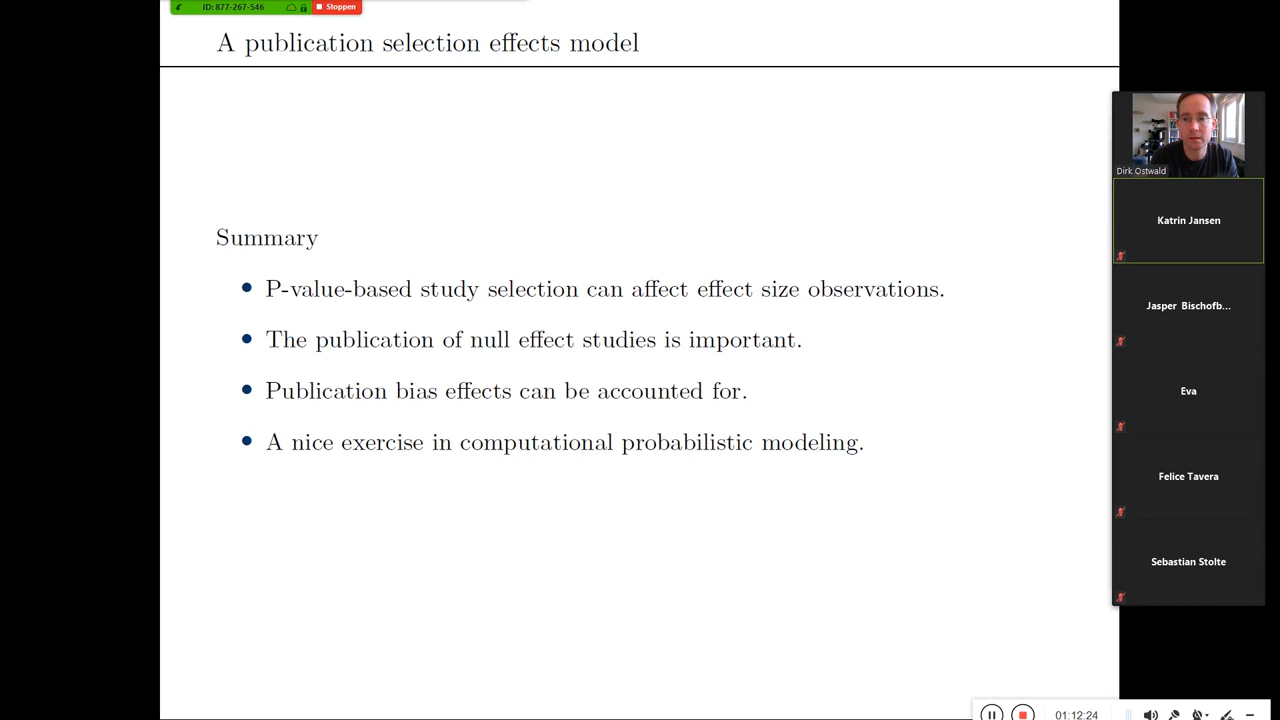 ID: 877-267-546
Stoppen
A publication selection effects model
Summary
P-value-based study selection can affect effect size observations.
The publication of null effect studies is important.
Publication bias effects can be accounted for.
A nice exercise in computational probabilistic modeling.
Dirk Ostwald
Katrin Jansen
Jasper Bischofb...
Eva
Felice Tavera
Sebastian Stolte
01:12:24